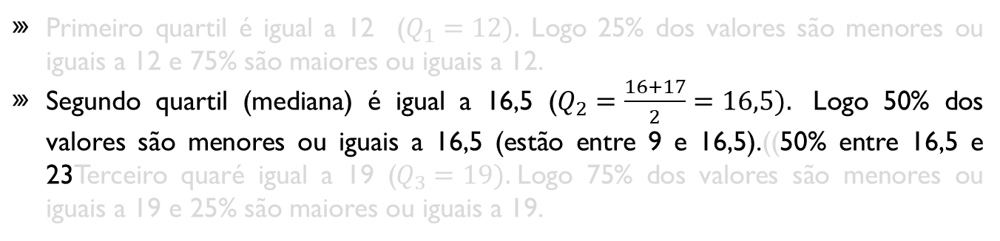 ››› Primeiro quartil é igual a 12 (Q₁ = 12). Logo 25% dos valores são menores ou
iguais a 12 e 75% são maiores ou iguais a 12.
››› Segundo quartil (mediana) é igual a 16,5 (Q₂ = \frac{16+17}{2} = 16,5). Logo 50% dos
valores são menores ou iguais a 16,5 (estão entre 9 e 16,5).((50% entre 16,5 e
23Terceiro quaré igual a 19 (Q₃ = 19). Logo 75% dos valores são menores ou
iguais a 19 e 25% são maiores ou iguais a 19.